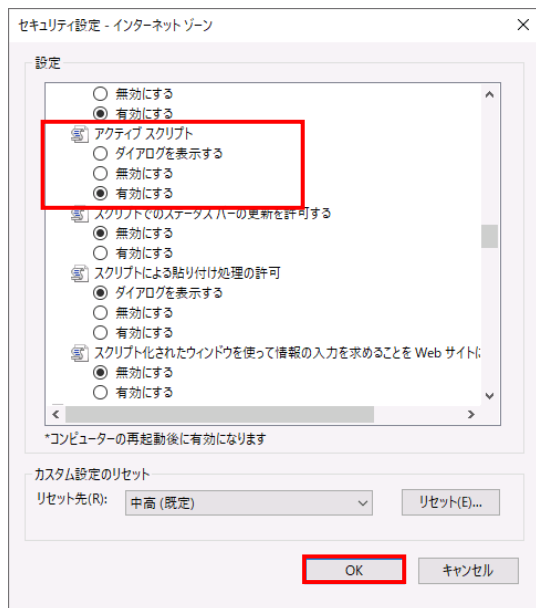 セキュリティ設定 - インターネット ゾーン
設定
無効にする
有効にする
アクティブ スクリプト
ダイアログを表示する
無効にする
有効にする
スクリプトでのステータス バーの更新を許可する
無効にする
有効にする
スクリプトによる貼り付け処理の許可
ダイアログを表示する
無効にする
有効にする
スクリプト化されたウィンドウを使って情報の入力を求めることを Web サイトに
無効にする
有効にする
*コンピューターの再起動後に有効になります
カスタム設定のリセット
リセット先(R): 中高 (既定) リセット(E)...
OK キャンセル